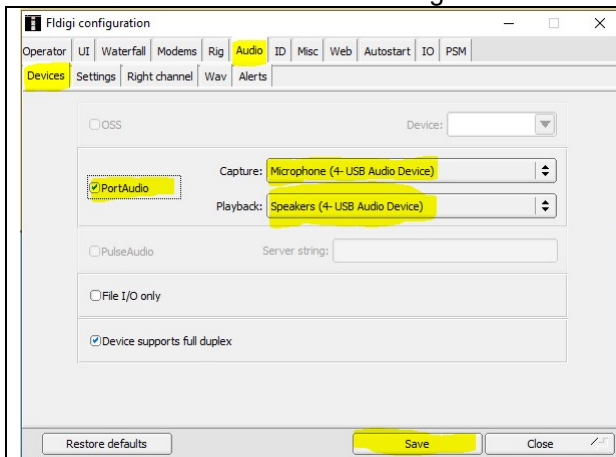 Fldigi configuration
Operator UI Waterfall Modems Rig Audio ID Misc Web Autostart IO PSM
Devices Settings Right channel Wav Alerts
OSS Device:
Capture: Microphone (4- USB Audio Device)
PortAudio
Playback: Speakers (4- USB Audio Device)
PulseAudio Server string:
File I/O only
Device supports full duplex
Restore defaults Save Close